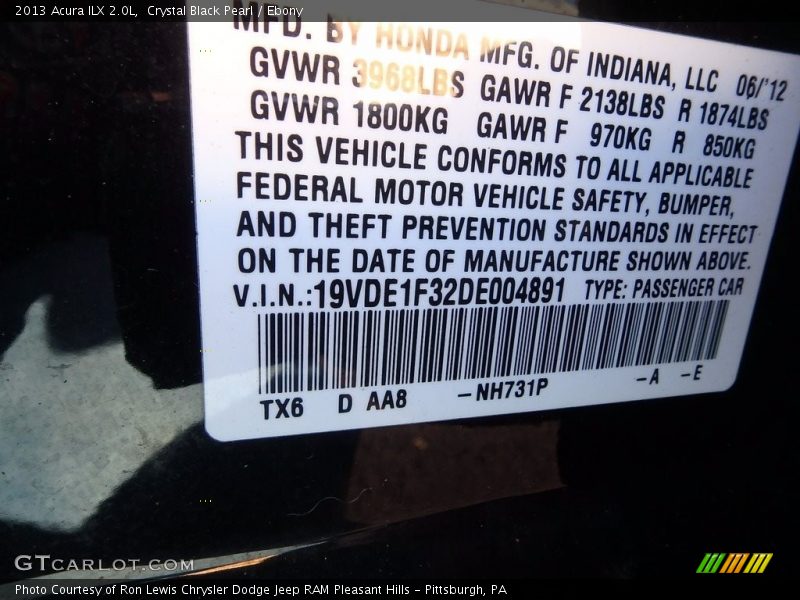 2013 Acura ILX 2.0L, Crystal Black Pearl / Ebony
MFD. BY HONDA MFG. OF INDIANA, LLC 06/'12
GVWR 3968LBS GAWR F 2138LBS R 1874LBS
GVWR 1800KG GAWR F 970KG R 850KG
THIS VEHICLE CONFORMS TO ALL APPLICABLE
FEDERAL MOTOR VEHICLE SAFETY, BUMPER,
AND THEFT PREVENTION STANDARDS IN EFFECT
ON THE DATE OF MANUFACTURE SHOWN ABOVE.
V.I.N.:19VDE1F32DE004891 TYPE: PASSENGER CAR
TX6 D AA8 -NH731P -A -E
GTCARLOT.COM
Photo Courtesy of Ron Lewis Chrysler Dodge Jeep RAM Pleasant Hills - Pittsburgh, PA